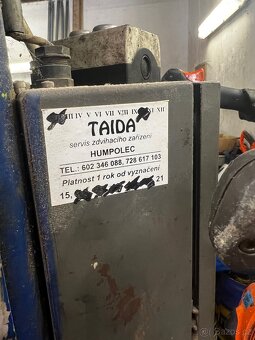 III IV V VI VII VIII IX XI XII
TAIDA
servis zdvihacího zařízení
HUMPOLEC
TEL.: 602 346 088, 728 617 103
Platnost 1 rok od vyznačení
15, 21